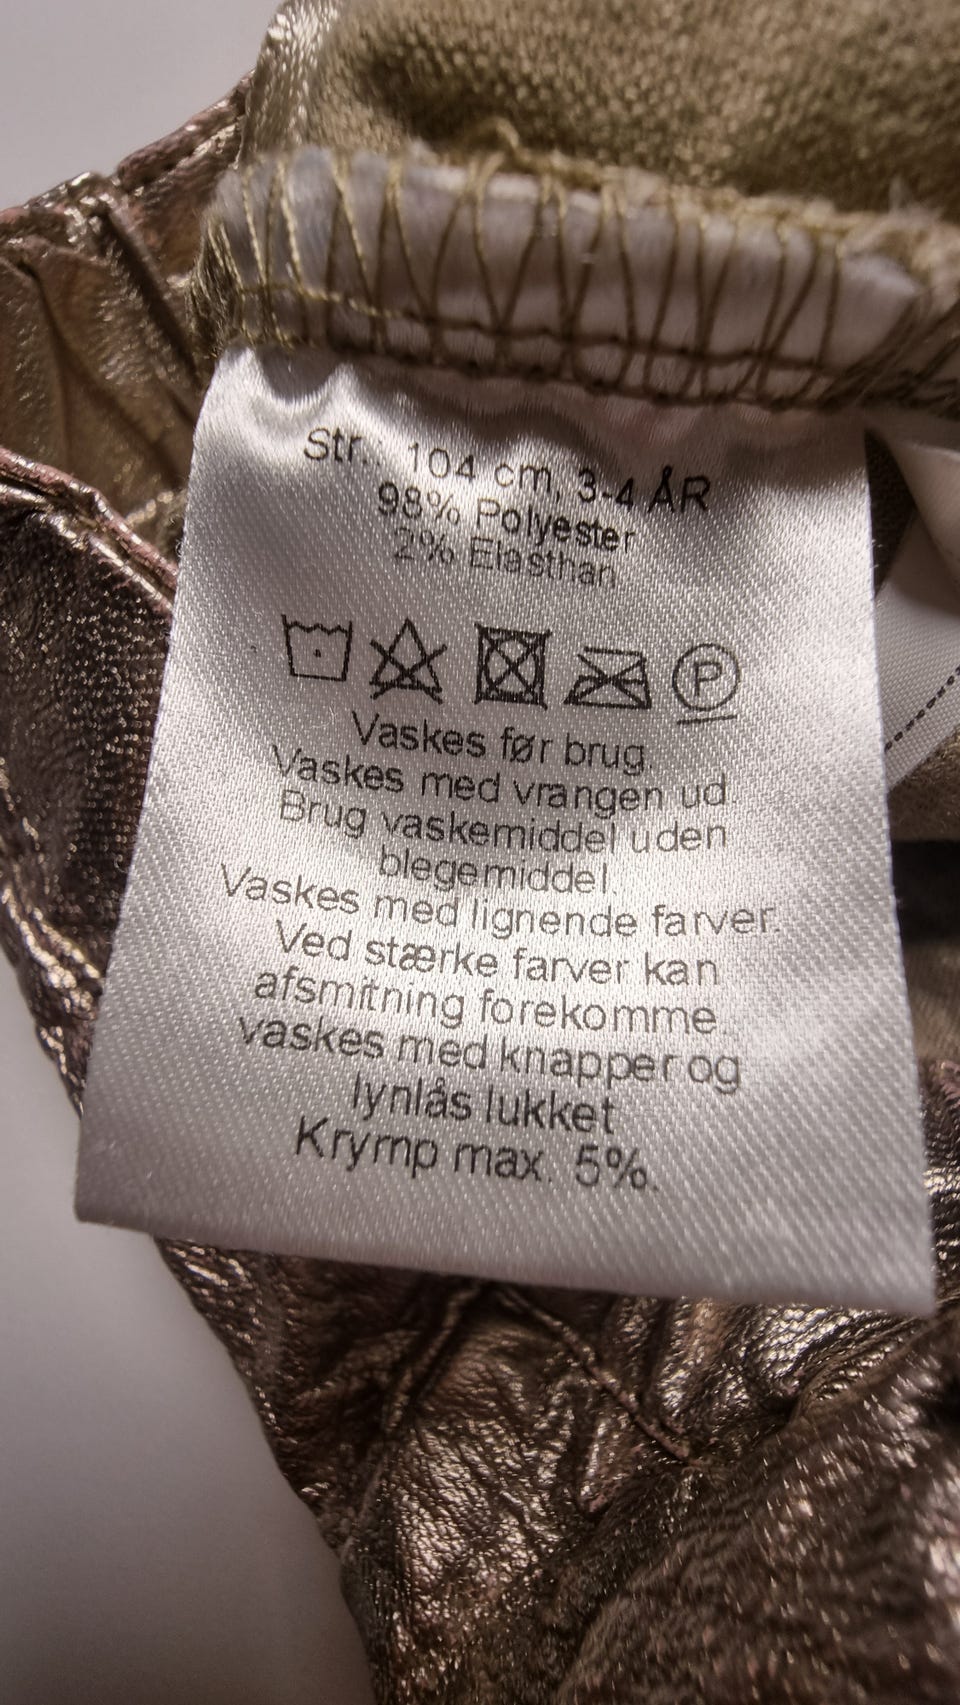 Str.: 104 cm, 3-4 ÅR
98% Polyester
2% Elasthan
P
Vaskes før brug.
Vaskes med vrangen ud.
Brug vaskemiddel uden
blegemiddel.
Vaskes med lignende farver.
Ved stærke farver kan
afsmitning forekomme.
vaskes med knapper og
lynlås lukket
Krymp max. 5%.